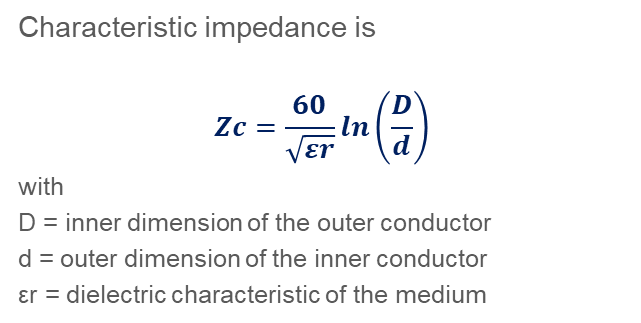 Characteristic impedance is
Zc = 60/√εr ln(D/d)
with
D = inner dimension of the outer conductor
d = outer dimension of the inner conductor
εr = dielectric characteristic of the medium